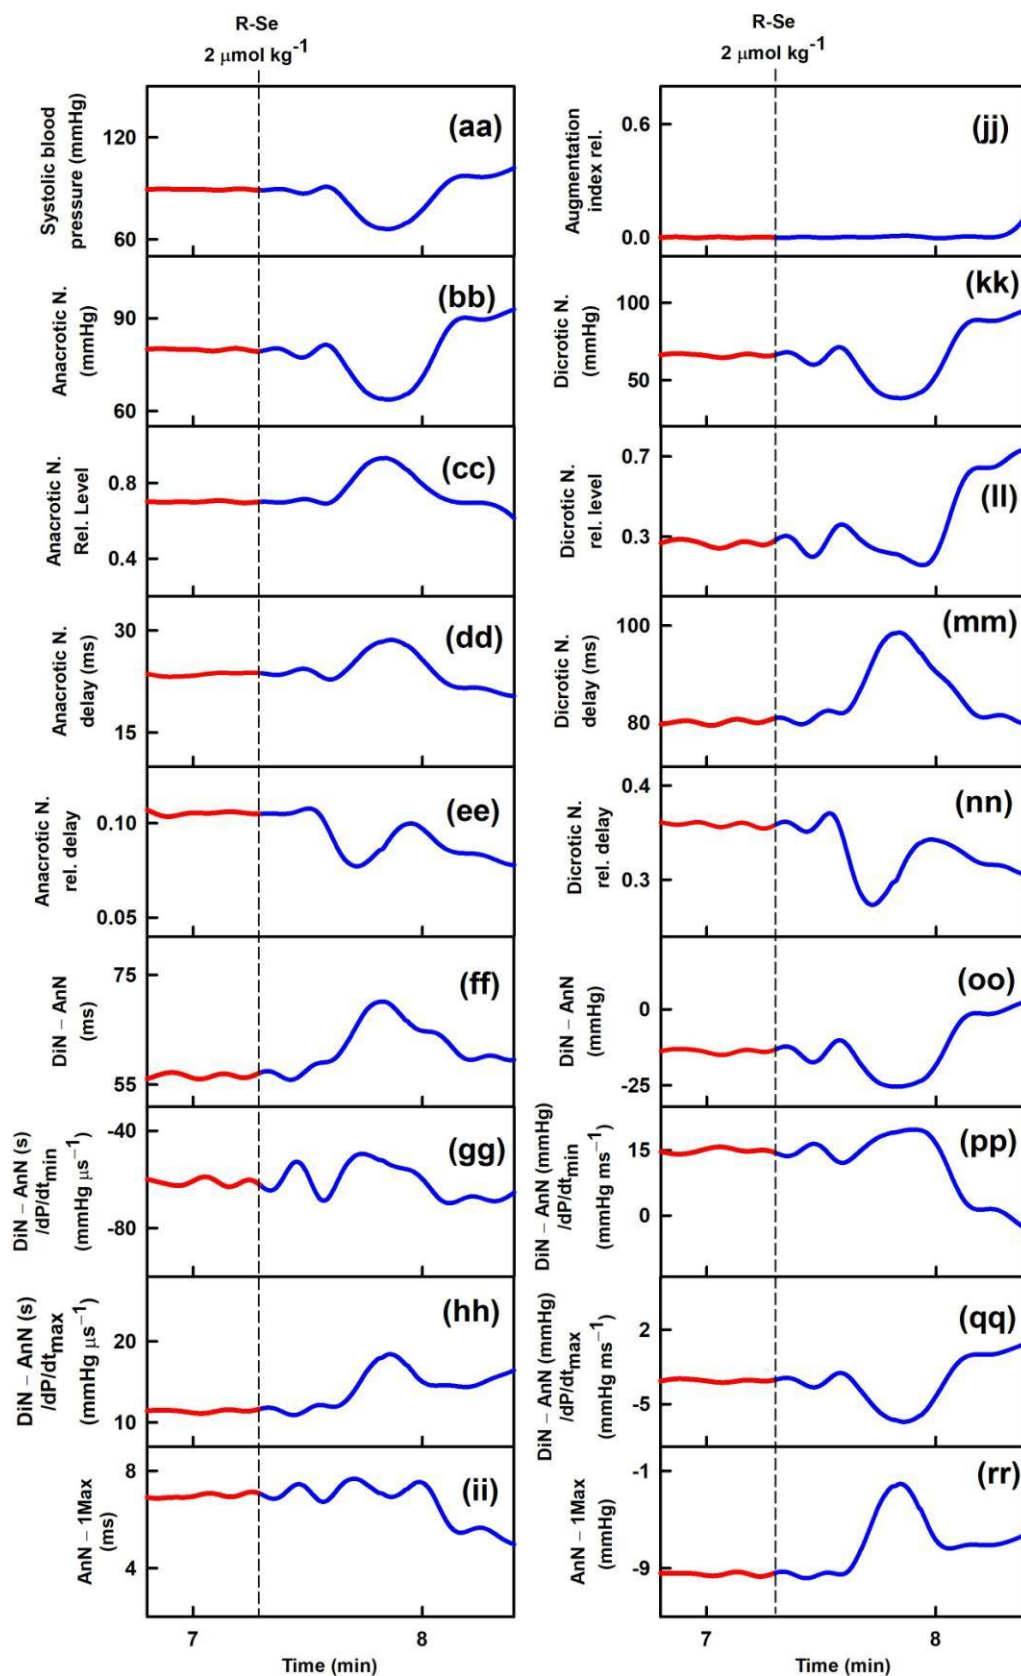 R-Se
2 μmol kg-1
R-Se
2 μmol kg-1
Systolic blood
pressure (mmHg)
120
60
(aa)
Anacrotic N.
(mmHg)
90
60
(bb)
Anacrotic N.
Rel. Level
0.8
0.4
(cc)
Anacrotic N.
delay (ms)
30
15
(dd)
Anacrotic N.
rel. delay
0.10
0.05
(ee)
DiN – AnN
(ms)
75
55
(ff)
DiN – AnN (s)
/dP/dtmin
(mmHg μs−1)
-40
-80
(gg)
DiN – AnN (s)
/dP/dtmax
(mmHg μs−1)
20
10
(hh)
AnN – 1Max
(ms)
8
4
(ii)
7
8
Time (min)
Augmentation
index rel.
0.6
0.0
(jj)
Dicrotic N.
(mmHg)
100
50
(kk)
Dicrotic N.
rel. level
0.7
0.3
(ll)
Dicrotic N.
delay (ms)
100
80
(mm)
Dicrotic N.
rel. delay
0.4
0.3
(nn)
DiN – AnN
(mmHg)
0
-25
(oo)
DiN – AnN (mmHg)
/dP/dtmin
(mmHg ms−1)
15
0
(pp)
DiN – AnN (mmHg)
/dP/dtmax
(mmHg ms−1)
2
-5
(qq)
AnN – 1Max
(mmHg)
-1
-9
(rr)
7
8
Time (min)